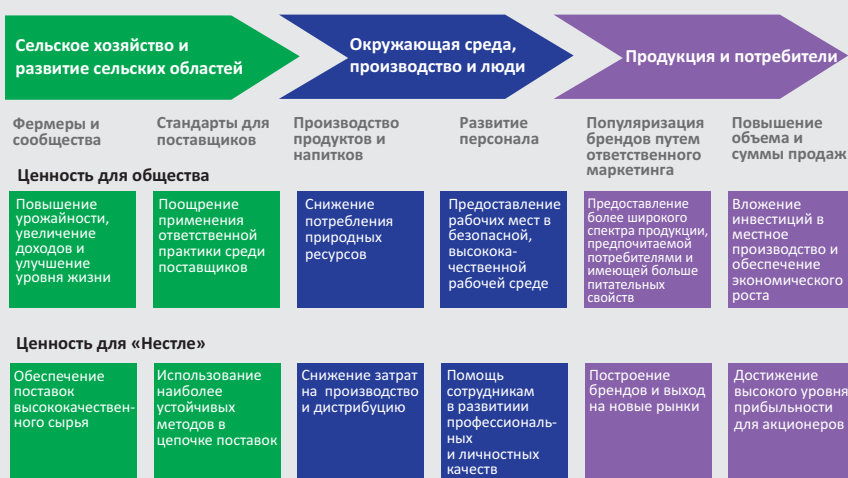 Сельское хозяйство и
развитие сельских областей
Окружающая среда,
производство и люди
Продукция и потребители
Фермеры и
сообщества
Стандарты для
поставщиков
Производство
продуктов и
напитков
Развитие
персонала
Популяризация
брендов путем
ответственного
маркетинга
Повышение
объема и
суммы продаж
Ценность для общества
Повышение
урожайности,
увеличение
доходов и
улучшение
уровня жизни
Поощрение
применения
ответственной
практики среди
поставщиков
Снижение
потребления
природных
ресурсов
Предоставление
рабочих мест в
безопасной,
высокока-
чественной
рабочей среде
Предоставление
более широкого
спектра продукции,
предпочитаемой
потребителями и
имеющей больше
питательных
свойств
Вложение
инвестиций в
местное
производство и
обеспечение
экономического
роста
Ценность для «Нестле»
Обеспечение
поставок
высококачествен-
ного сырья
Использование
наиболее
устойчивых
методов в
цепочке поставок
Снижение затрат
на производство
и дистрибуцию
Помощь
сотрудникам
в развитиии
профессиональ-
ных
и личностных
качеств
Построение
брендов и выход
на новые рынки
Достижение
высокого уровня
прибыльности
для акционеров